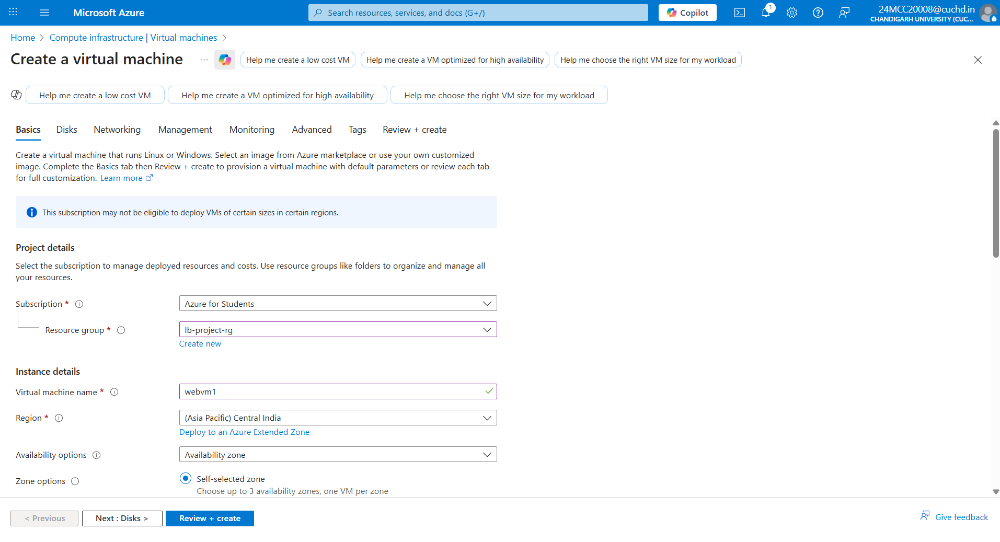 Microsoft Azure
Search resources, services, and docs (G+/)
Copilot
1
24MCC20008@cuchd.in
CHANDIGARH UNIVERSITY (CUC...
Home > Compute infrastructure | Virtual machines >
Create a virtual machine
...
Help me create a low cost VM
Help me create a VM optimized for high availability
Help me choose the right VM size for my workload
Help me create a low cost VM
Help me create a VM optimized for high availability
Help me choose the right VM size for my workload
Basics
Disks
Networking
Management
Monitoring
Advanced
Tags
Review + create
Create a virtual machine that runs Linux or Windows. Select an image from Azure marketplace or use your own customized
image. Complete the Basics tab then Review + create to provision a virtual machine with default parameters or review each tab
for full customization. Learn more
This subscription may not be eligible to deploy VMs of certain sizes in certain regions.
Project details
Select the subscription to manage deployed resources and costs. Use resource groups like folders to organize and manage all
your resources.
Subscription *
Azure for Students
Resource group *
lb-project-rg
Create new
Instance details
Virtual machine name *
webvm1
Region *
(Asia Pacific) Central India
Deploy to an Azure Extended Zone
Availability options
Availability zone
Zone options
Self-selected zone
Choose up to 3 availability zones, one VM per zone
< Previous
Next : Disks >
Review + create
Give feedback